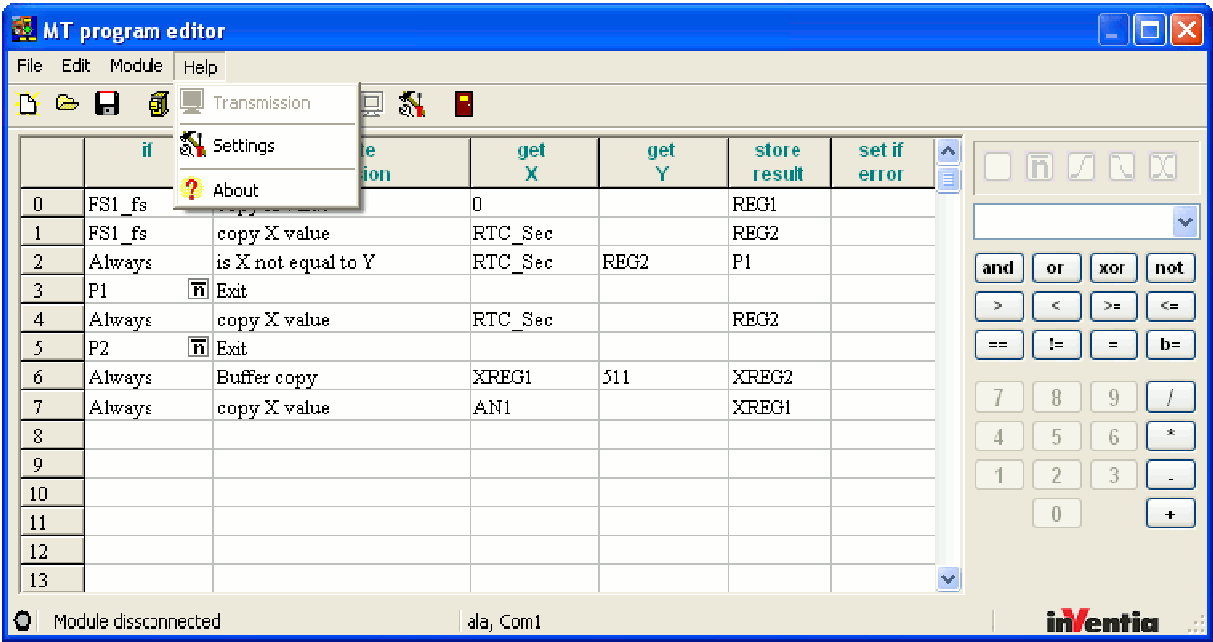 MT program editor
File Edit Module Help
Transmission
Settings
About
if get X get Y store result set if error
0 FS1_fs 0 REG1
1 FS1_fs copy X value RTC_Sec REG2
2 Always is X not equal to Y RTC_Sec REG2 P1
3 P1 n Exit
4 Always copy X value RTC_Sec REG2
5 P2 n Exit
6 Always Buffer copy XREG1 511 XREG2
7 Always copy X value AN1 XREG1
8
9
10
11
12
13
n
and or xor not
> < >= <=
== != = b=
7 8 9 /
4 5 6 *
1 2 3 -
0 +
Module dissconnected ala, Com1
inVentia